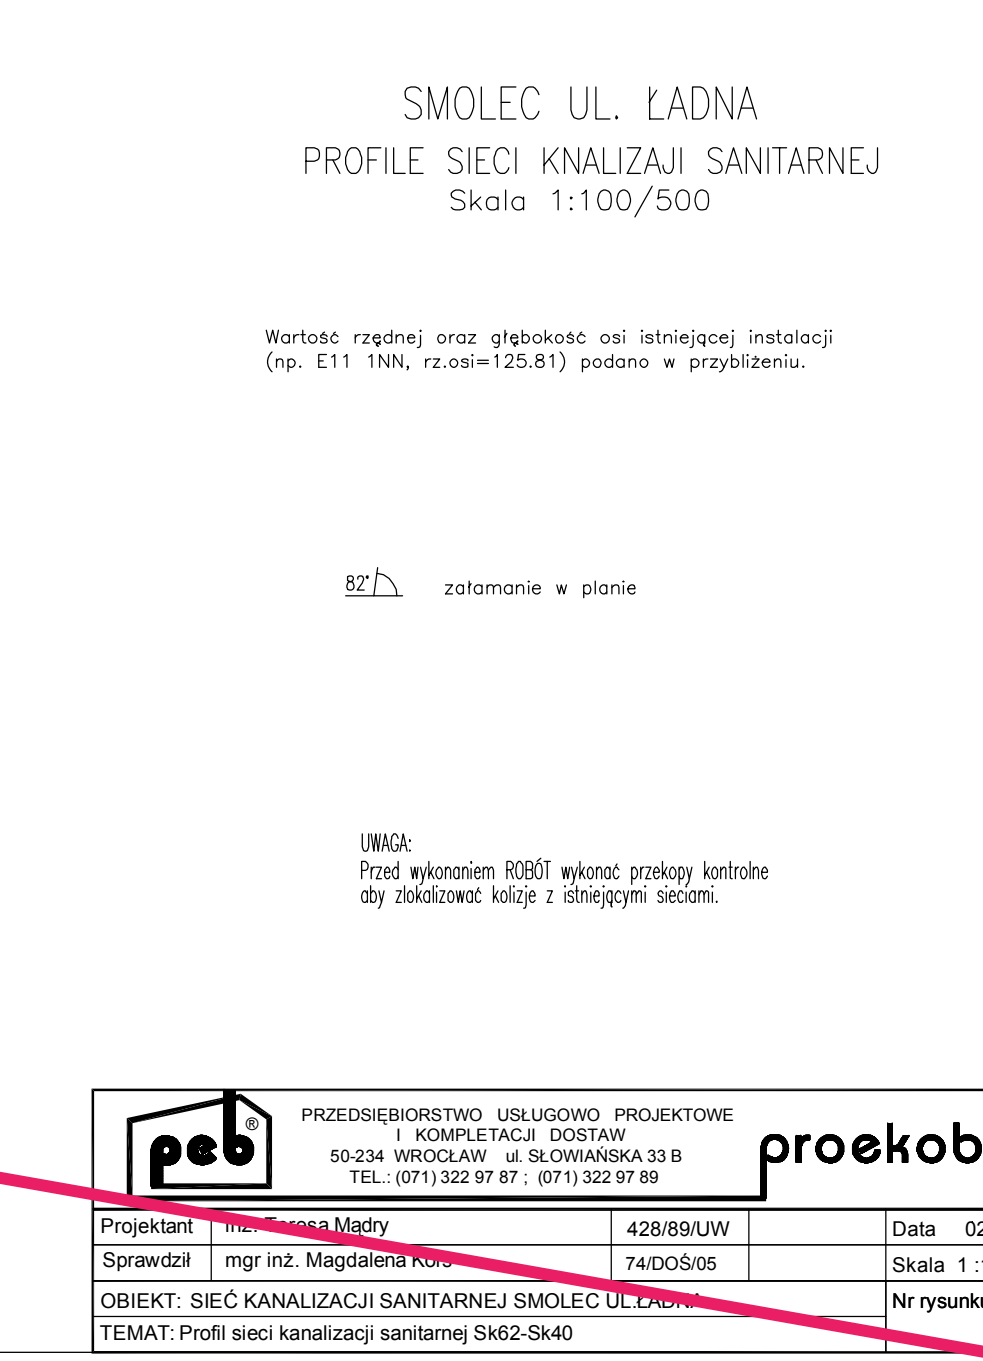 SMOLEC UL. ŁADNA
PROFILE SIECI KNALIZAJI SANITARNEJ
Skala 1:100/500
Wartość rzędnej oraz głębokość osi istniejącej instalacji
(np. E11 1NN, rz.osi=125.81) podano w przybliżeniu.
82° załamanie w planie
UWAGA:
Przed wykonaniem ROBÓT wykonać przekopy kontrolne
aby zlokalizować kolizje z istniejącymi sieciami.
peb ®
PRZEDSIĘBIORSTWO USŁUGOWO PROJEKTOWE
I KOMPLETACJI DOSTAW
50-234 WROCŁAW ul. SŁOWIAŃSKA 33 B
TEL.: (071) 322 97 87 ; (071) 322 97 89
proekob
Projektant inż. Teresa Mądry 428/89/UW Data 02
Sprawdził mgr inż. Magdalena 74/DOŚ/05 Skala 1 :
OBIEKT: SIEĆ KANALIZACJI SANITARNEJ SMOLEC UL.ŁADNA Nr rysunku
TEMAT: Profil sieci kanalizacji sanitarnej Sk62-Sk40